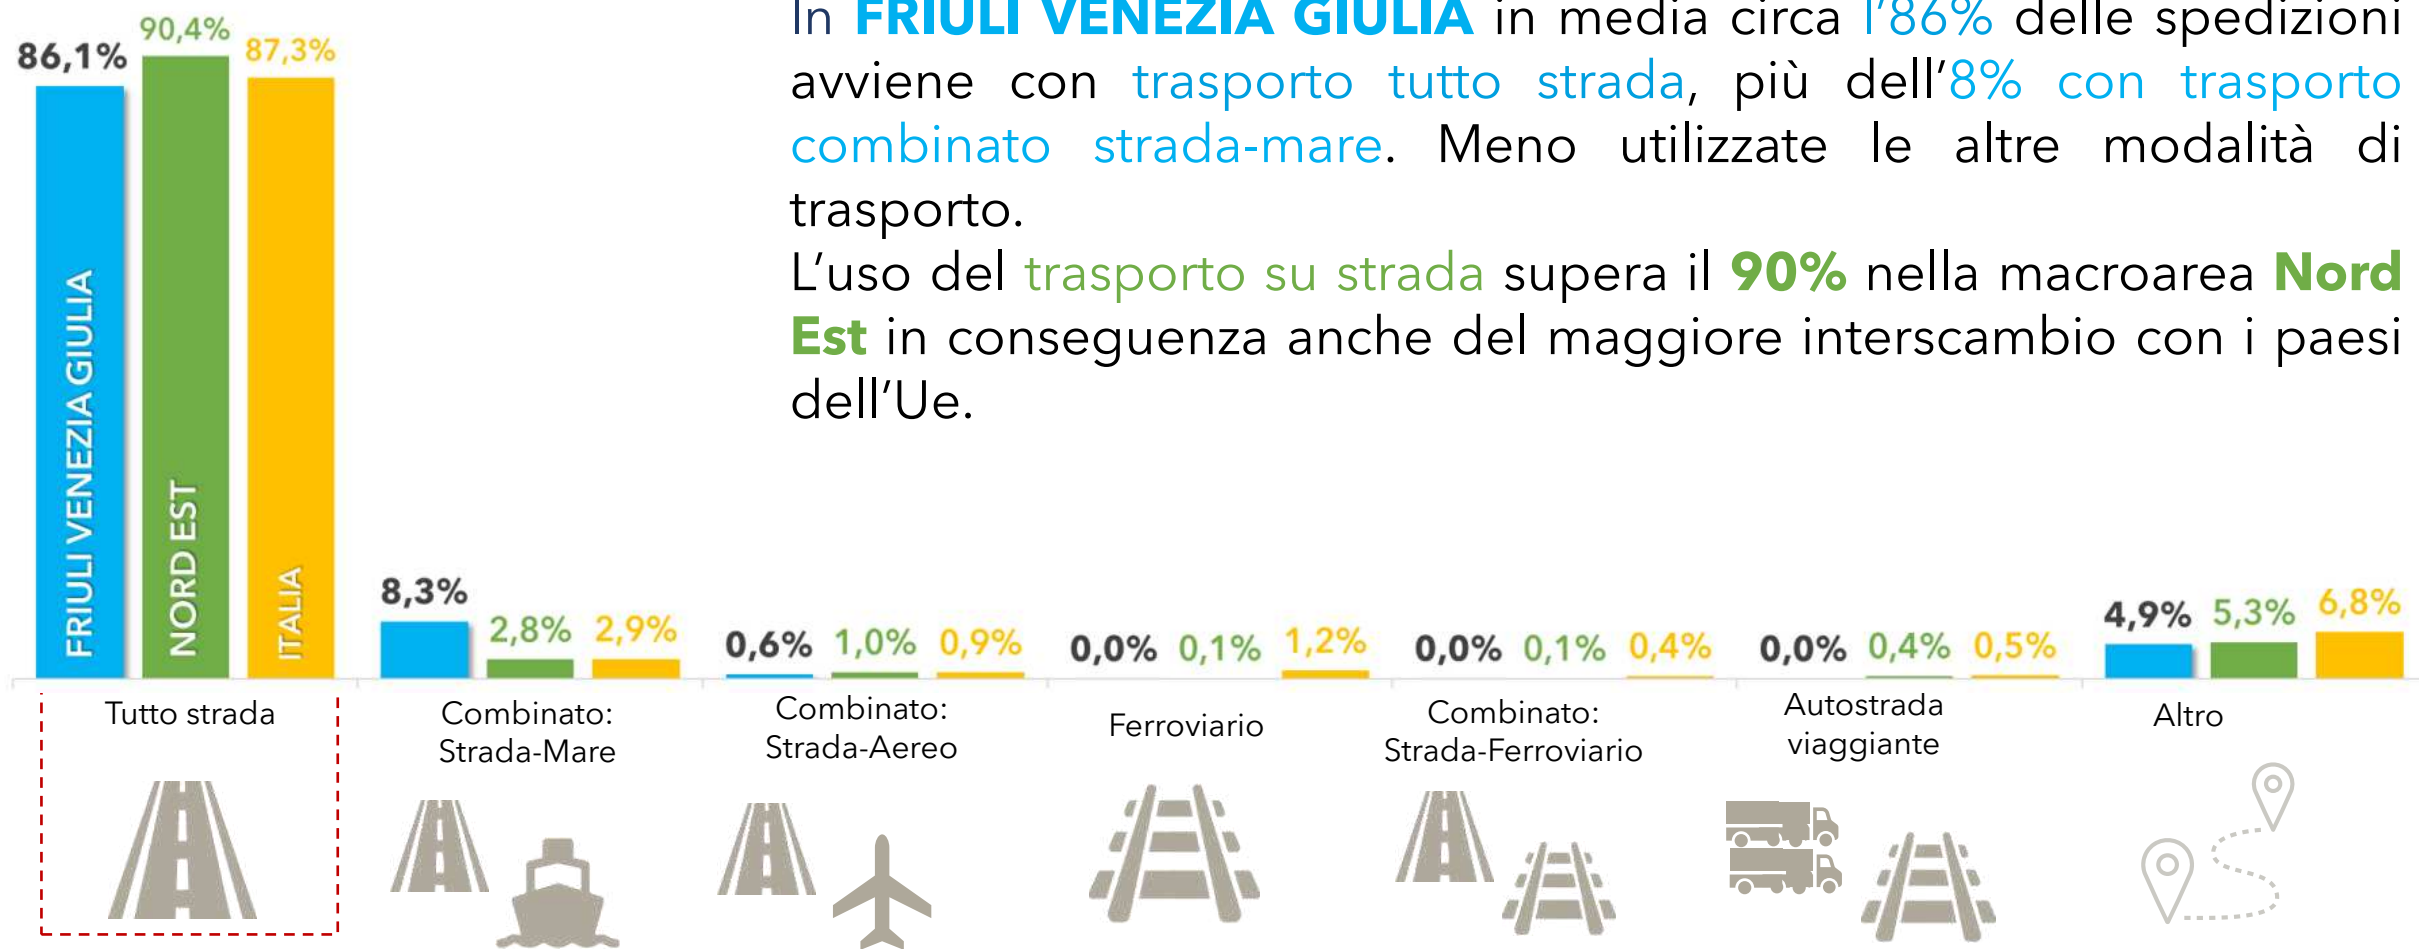 In FRIULI VENEZIA GIULIA in media circa l'86% delle spedizioni
avviene con trasporto tutto strada, più dell'8% con trasporto
combinato strada-mare. Meno utilizzate le altre modalità di
trasporto.
L'uso del trasporto su strada supera il 90% nella macroarea Nord
Est in conseguenza anche del maggiore interscambio con i paesi
dell'Ue.
86,1% 90,4% 87,3%
FRIULI VENEZIA GIULIA
NORD EST
ITALIA
8,3% 2,8% 2,9%
0,6% 1,0% 0,9%
0,0% 0,1% 1,2%
0,0% 0,1% 0,4%
0,0% 0,4% 0,5%
4,9% 5,3% 6,8%
Tutto strada
Combinato:
Strada-Mare
Combinato:
Strada-Aereo
Ferroviario
Combinato:
Strada-Ferroviario
Autostrada
viaggiante
Altro